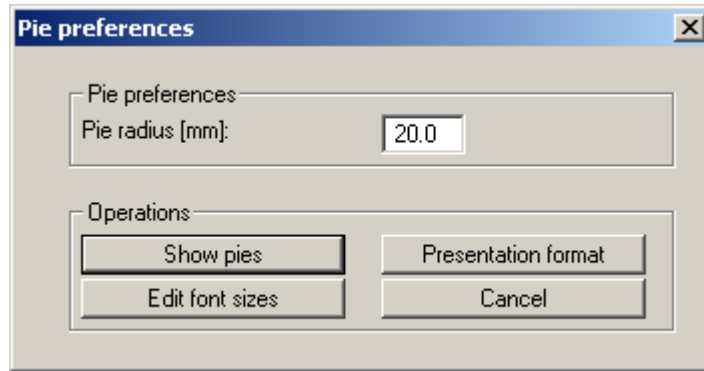 Pie preferences
Pie preferences
Pie radius [mm]: 20.0
Operations
Show pies Presentation format
Edit font sizes Cancel